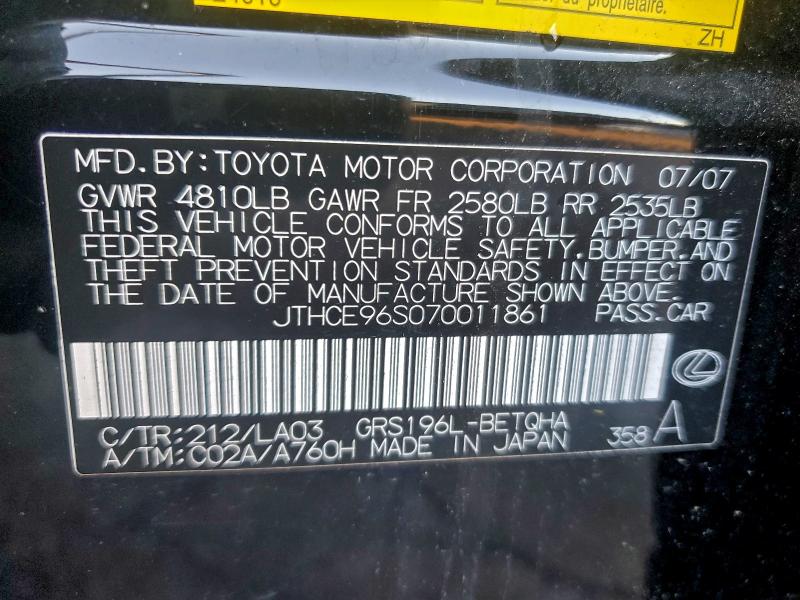 du propriétaire.
ZH
MFD.BY:TOYOTA MOTOR CORPORATION 07/07
GVWR 4810LB GAWR FR 2580LB RR 2535LB
THIS VEHICLE CONFORMS TO ALL APPLICABLE
FEDERAL MOTOR VEHICLE SAFETY,BUMPER,AND
THEFT PREVENTION STANDARDS IN EFFECT ON
THE DATE OF MANUFACTURE SHOWN ABOVE.
JTHCE96S070011861 PASS.CAR
C/TR:212/LA03 GRS196L-BETQHA
A/TM:C02A/A760H MADE IN JAPAN 358A